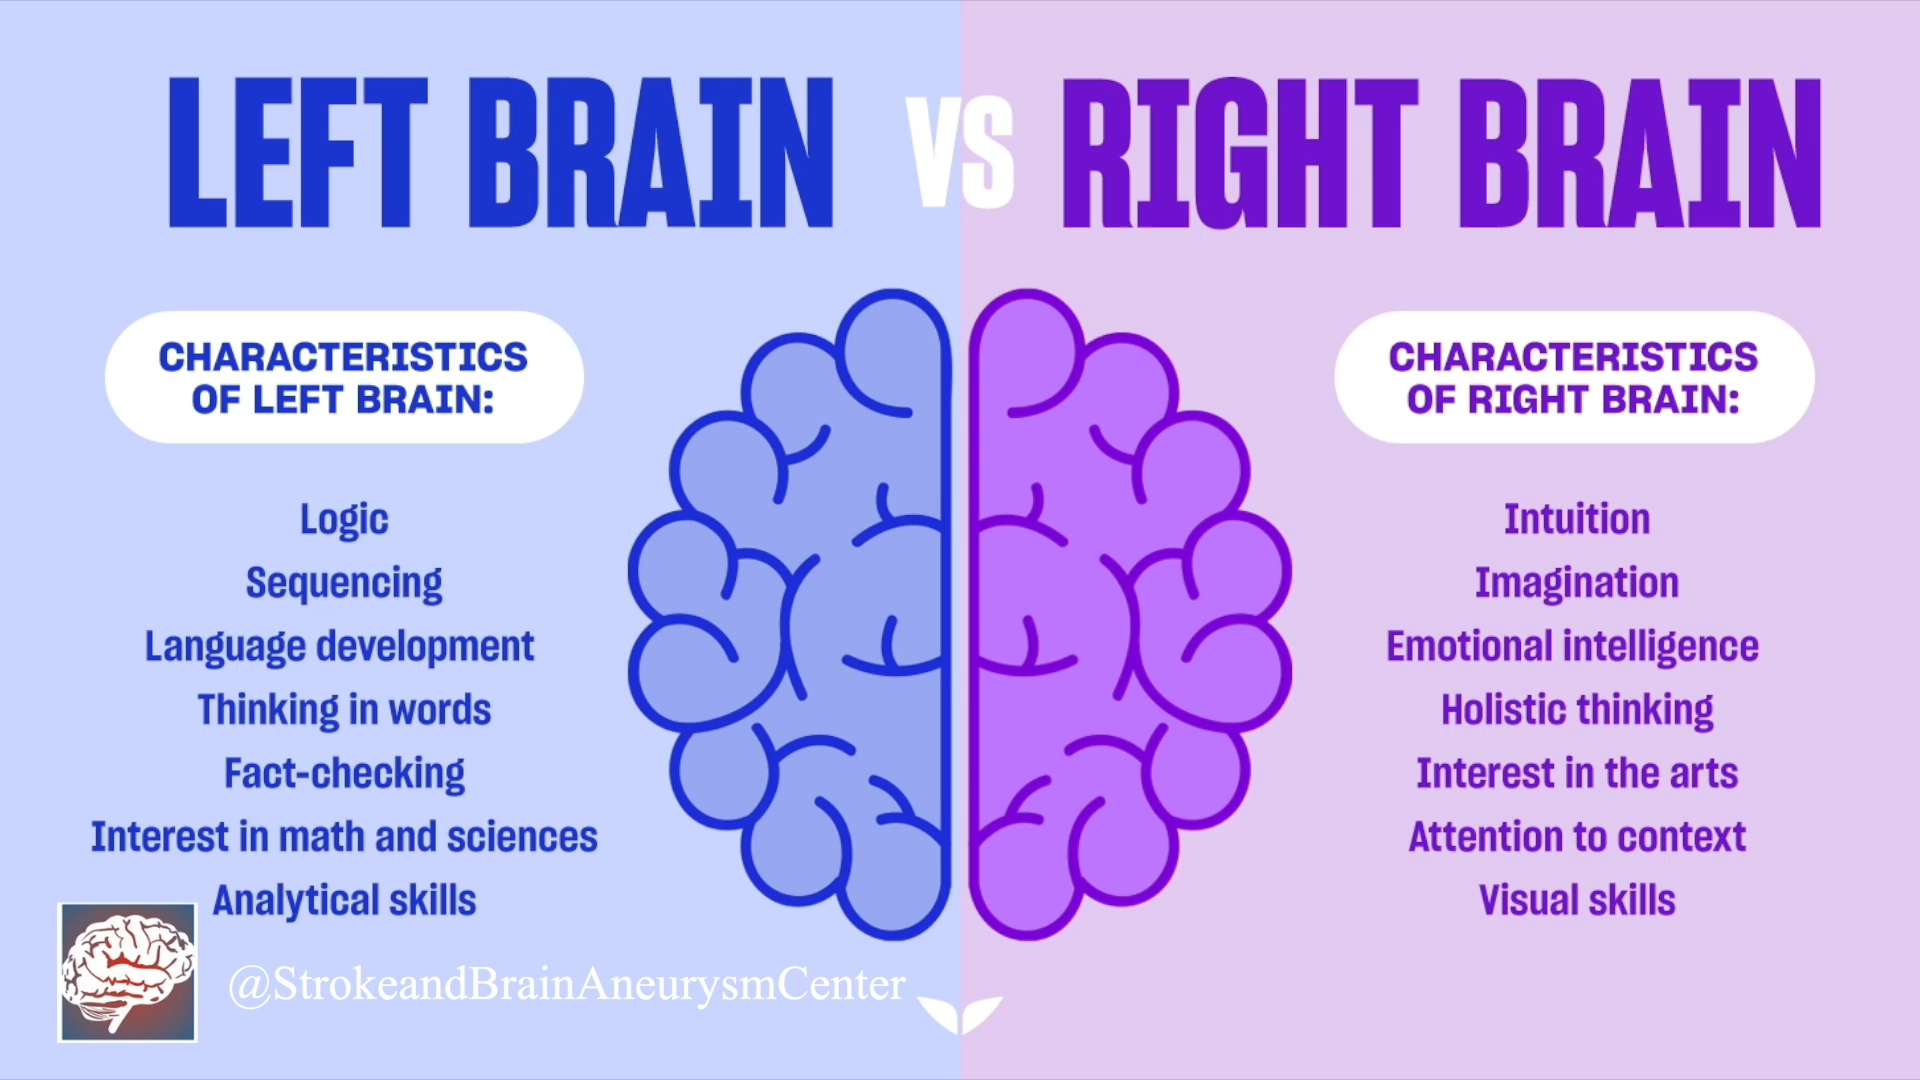 LEFT BRAIN VS RIGHT BRAIN
CHARACTERISTICS
OF LEFT BRAIN:
Logic
Sequencing
Language development
Thinking in words
Fact-checking
Interest in math and sciences
Analytical skills
CHARACTERISTICS
OF RIGHT BRAIN:
Intuition
Imagination
Emotional intelligence
Holistic thinking
Interest in the arts
Attention to context
Visual skills
@StrokeandBrainAneurysmCenter